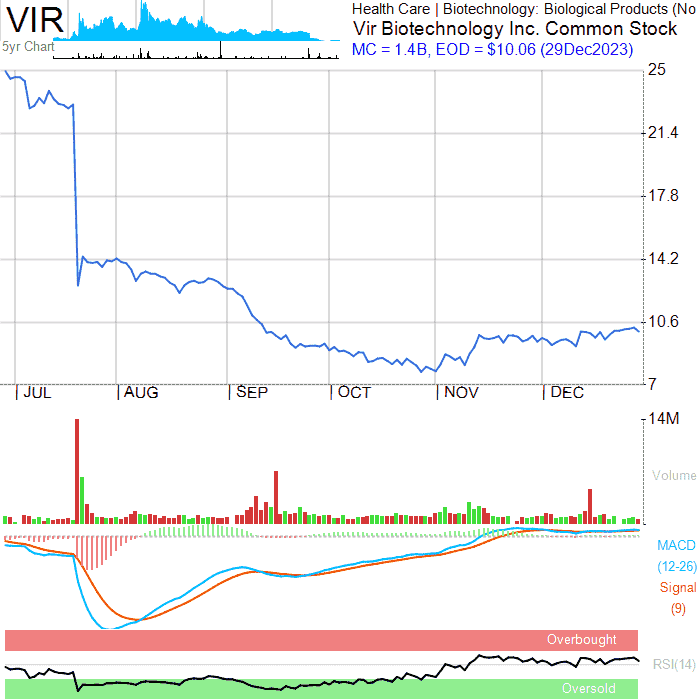 VIR
5yr Chart
Health Care | Biotechnology: Biological Products (No
Vir Biotechnology Inc. Common Stock
MC = 1.4B, EOD = $10.06 (29Dec2023)
25
21.4
17.8
14.2
10.6
7
|JUL |AUG |SEP |OCT |NOV |DEC
14M
Volume
MACD
(12-26)
Signal
(9)
Overbought
RSI(14)
Oversold